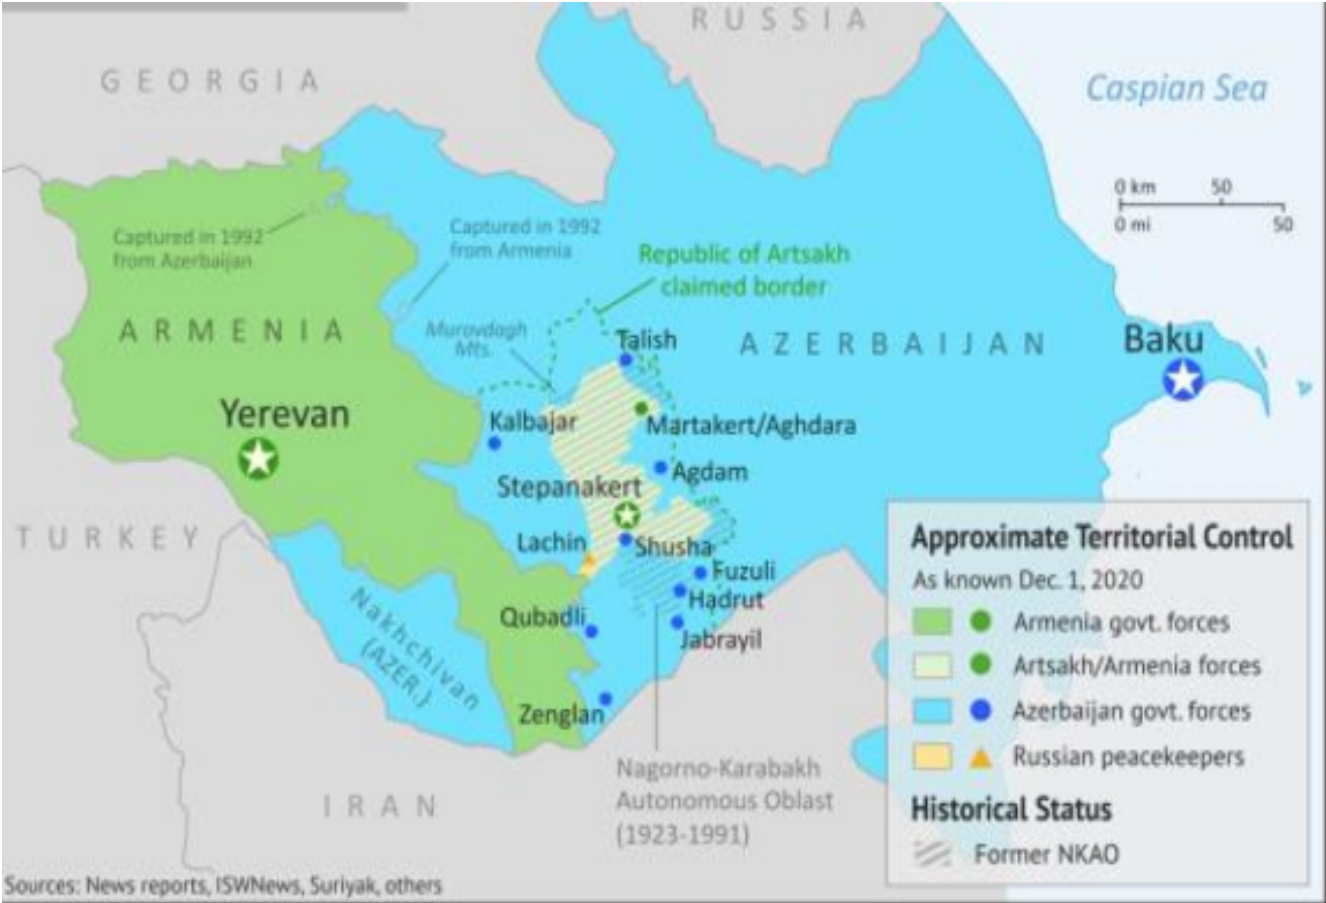 RUSSIA
GEORGIA
Caspian Sea
0 km 50
0 mi 50
Captured in 1992
from Azerbaijan
Captured in 1992
from Armenia
Republic of Artsakh
claimed border
ARMENIA
Murovdagh
Mts.
Talish
AZERBAIJAN
Baku
Yerevan
Kalbajar
Martakert/Aghdara
Agdam
Stepanakert
TURKEY
Lachin
Shusha
Fuzuli
Hadrut
Qubadli
Jabrayil
Nakhchivan
(AZER.)
Zenglan
Nagorno-Karabakh
Autonomous Oblast
(1923-1991)
IRAN
Approximate Territorial Control
As known Dec. 1, 2020
Armenia govt. forces
Artsakh/Armenia forces
Azerbaijan govt. forces
Russian peacekeepers
Historical Status
Former NKAO
Sources: News reports, ISWNews, Suriyak, others